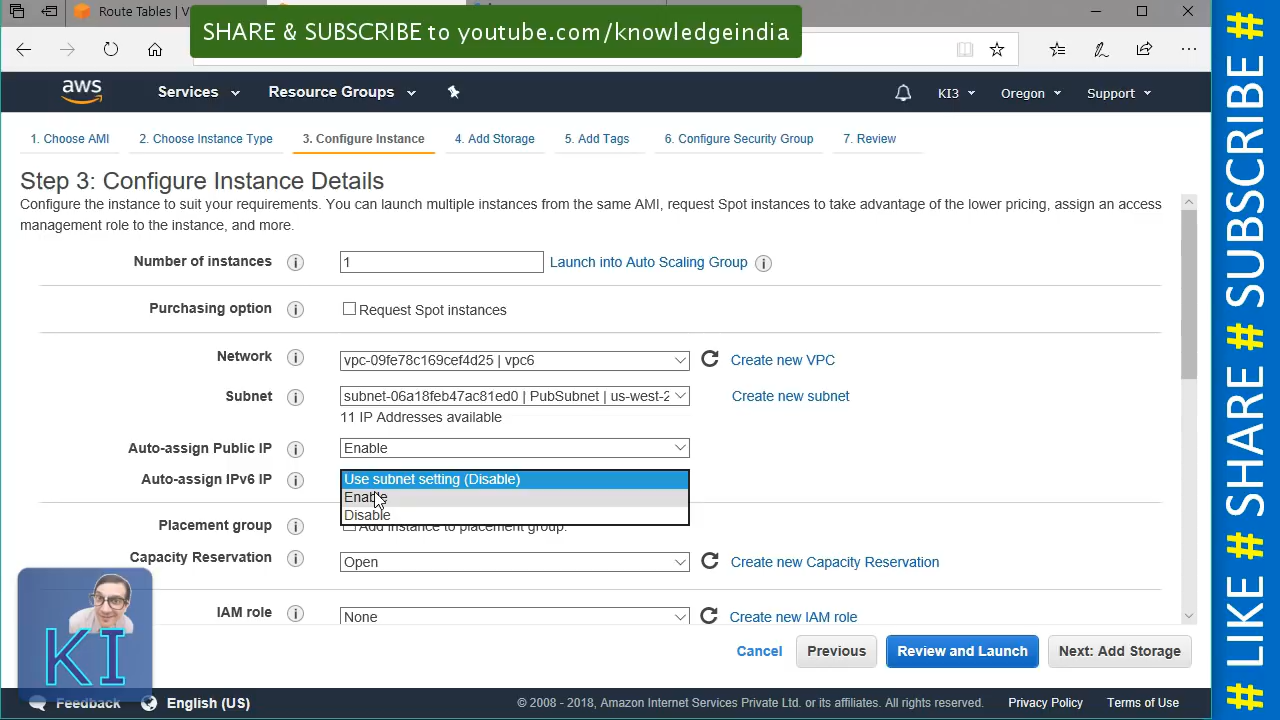 Route Tables | V
SHARE & SUBSCRIBE to youtube.com/knowledgeindia
aws
Services
Resource Groups
KI3
Oregon
Support
1. Choose AMI
2. Choose Instance Type
3. Configure Instance
4. Add Storage
5. Add Tags
6. Configure Security Group
7. Review
Step 3: Configure Instance Details
Configure the instance to suit your requirements. You can launch multiple instances from the same AMI, request Spot instances to take advantage of the lower pricing, assign an access
management role to the instance, and more.
Number of instances
1
Launch into Auto Scaling Group
Purchasing option
Request Spot instances
Network
vpc-09fe78c169cef4d25 | vpc6
Create new VPC
Subnet
subnet-06a18feb47ac81ed0 | PubSubnet | us-west-2
Create new subnet
11 IP Addresses available
Auto-assign Public IP
Enable
Auto-assign IPv6 IP
Use subnet setting (Disable)
Enable
Disable
Placement group
Add instance to placement group.
Capacity Reservation
Open
Create new Capacity Reservation
IAM role
None
Create new IAM role
Cancel
Previous
Review and Launch
Next: Add Storage
KI
Feedback
English (US)
© 2008 - 2018, Amazon Internet Services Private Ltd. or its affiliates. All rights reserved.
Privacy Policy
Terms of Use
# LIKE # SHARE # SUBSCRIBE #